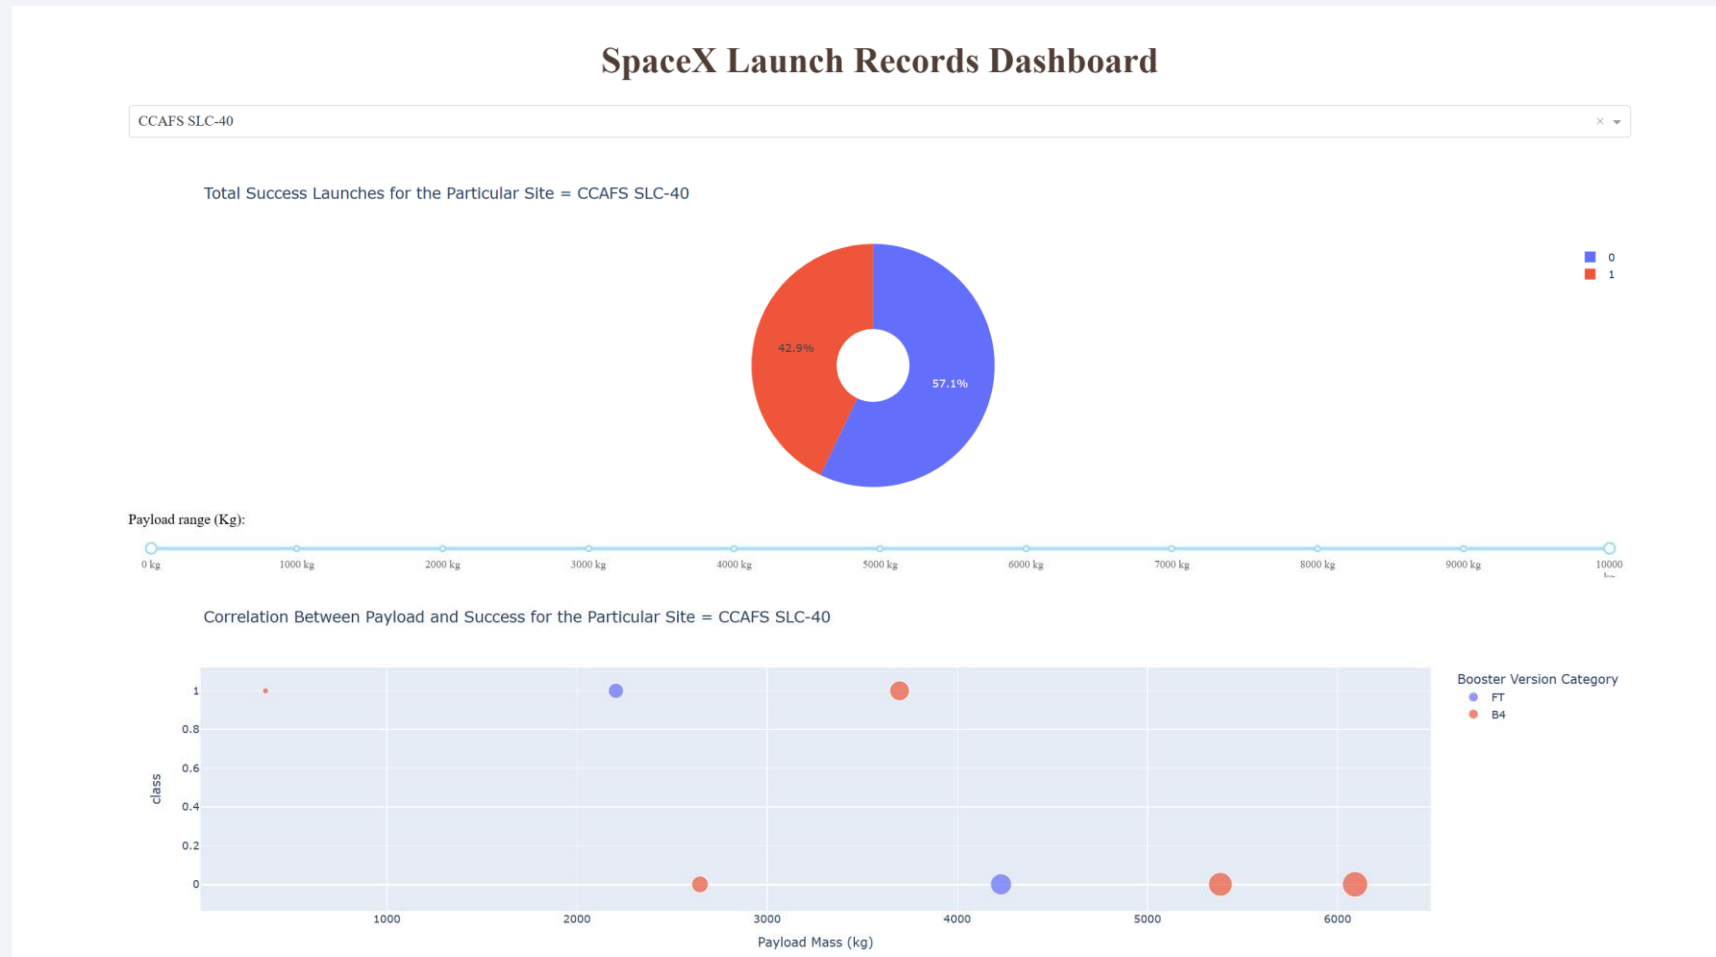 SpaceX Launch Records Dashboard
CCAFS SLC-40
× 
Total Success Launches for the Particular Site = CCAFS SLC-40
0
1
42.9%
57.1%
Payload range (Kg):
0 kg 1000 kg 2000 kg 3000 kg 4000 kg 5000 kg 6000 kg 7000 kg 8000 kg 9000 kg 10000
Correlation Between Payload and Success for the Particular Site = CCAFS SLC-40
Booster Version Category
FT
B4
1
0.8
0.6
0.4
0.2
0
class
1000 2000 3000 4000 5000 6000
Payload Mass (kg)